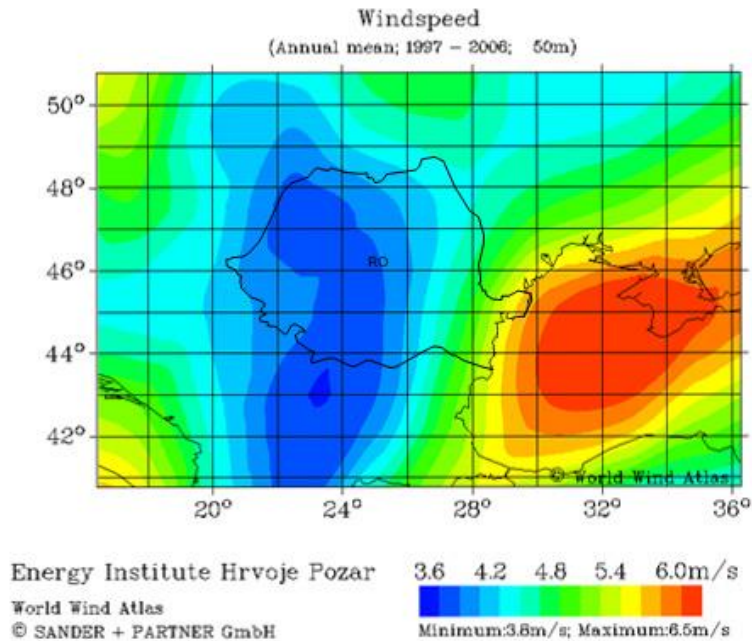 Windspeed
(Annual mean; 1997 - 2006; 50m)
50°
48°
46°
44°
42°
RO
© World Wind Atlas
20° 24° 28° 32° 36°
Energy Institute Hrvoje Pozar
3.6 4.2 4.8 5.4 6.0m/s
World Wind Atlas
© SANDER + PARTNER GmbH
Minimum:3.8m/s; Maximum:6.5m/s